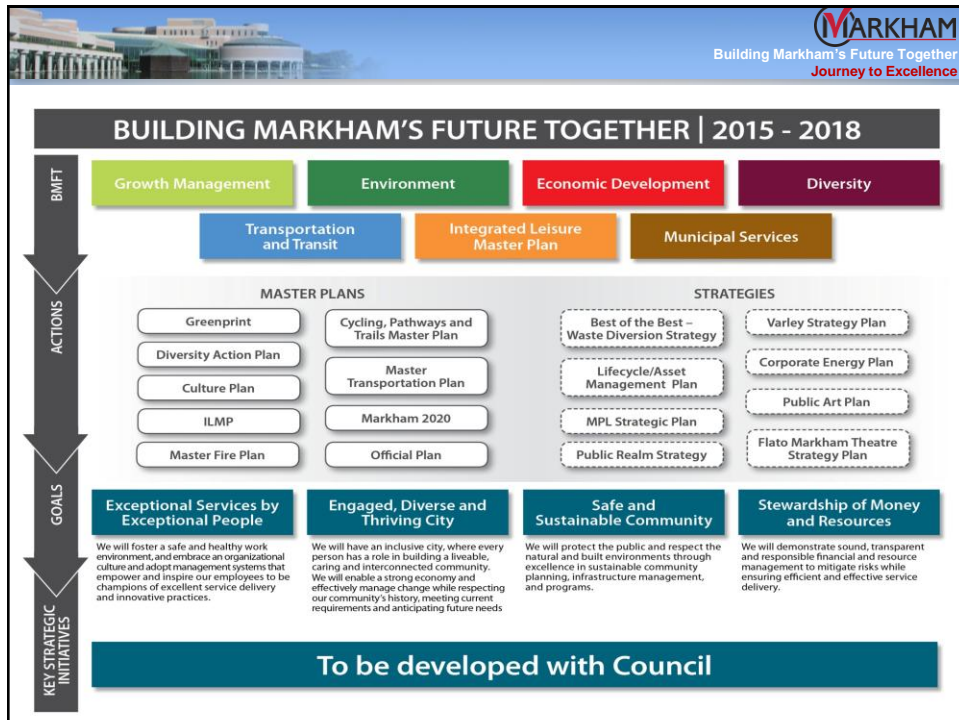 MARKHAM
Building Markham's Future Together
Journey to Excellence
BUILDING MARKHAM'S FUTURE TOGETHER | 2015 - 2018
BMFT
Growth Management
Environment
Economic Development
Diversity
Transportation
and Transit
Integrated Leisure
Master Plan
Municipal Services
ACTIONS
MASTER PLANS
Greenprint
Diversity Action Plan
Culture Plan
ILMP
Master Fire Plan
Cycling, Pathways and
Trails Master Plan
Master
Transportation Plan
Markham 2020
Official Plan
STRATEGIES
Best of the Best –
Waste Diversion Strategy
Lifecycle/Asset
Management Plan
MPL Strategic Plan
Public Realm Strategy
Varley Strategy Plan
Corporate Energy Plan
Public Art Plan
Flato Markham Theatre
Strategy Plan
GOALS
Exceptional Services by
Exceptional People
We will foster a safe and healthy work
environment, and embrace an organizational
culture and adopt management systems that
empower and inspire our employees to be
champions of excellent service delivery
and innovative practices.
Engaged, Diverse and
Thriving City
We will have an inclusive city, where every
person has a role in building a liveable,
caring and interconnected community.
We will enable a strong economy and
effectively manage change while respecting
our community's history, meeting current
requirements and anticipating future needs
Safe and
Sustainable Community
We will protect the public and respect the
natural and built environments through
excellence in sustainable community
planning, infrastructure management,
and programs.
Stewardship of Money
and Resources
We will demonstrate sound, transparent
and responsible financial and resource
management to mitigate risks while
ensuring efficient and effective service
delivery.
KEY STRATEGIC
INITIATIVES
To be developed with Council